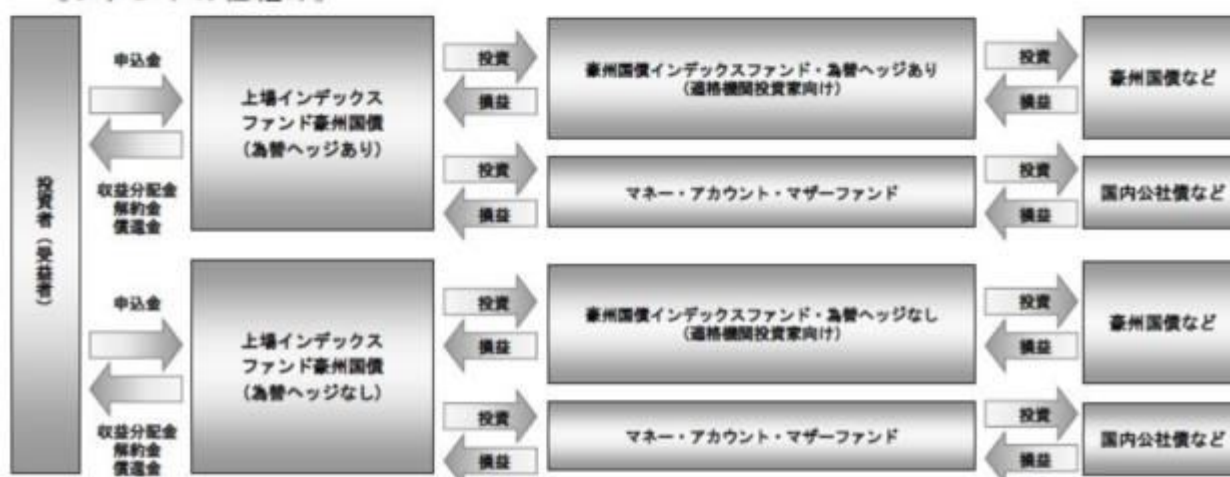 投資者（受益者）
申込金
収益分配金
解約金
償還金
上場インデックス
ファンド豪州国債
（為替ヘッジあり）
投資
損益
豪州国債インデックスファンド・為替ヘッジあり
（適格機関投資家向け）
投資
損益
豪州国債など
投資
損益
マネー・アカウント・マザーファンド
投資
損益
国内公社債など
申込金
収益分配金
解約金
償還金
上場インデックス
ファンド豪州国債
（為替ヘッジなし）
投資
損益
豪州国債インデックスファンド・為替ヘッジなし
（適格機関投資家向け）
投資
損益
豪州国債など
投資
損益
マネー・アカウント・マザーファンド
投資
損益
国内公社債など